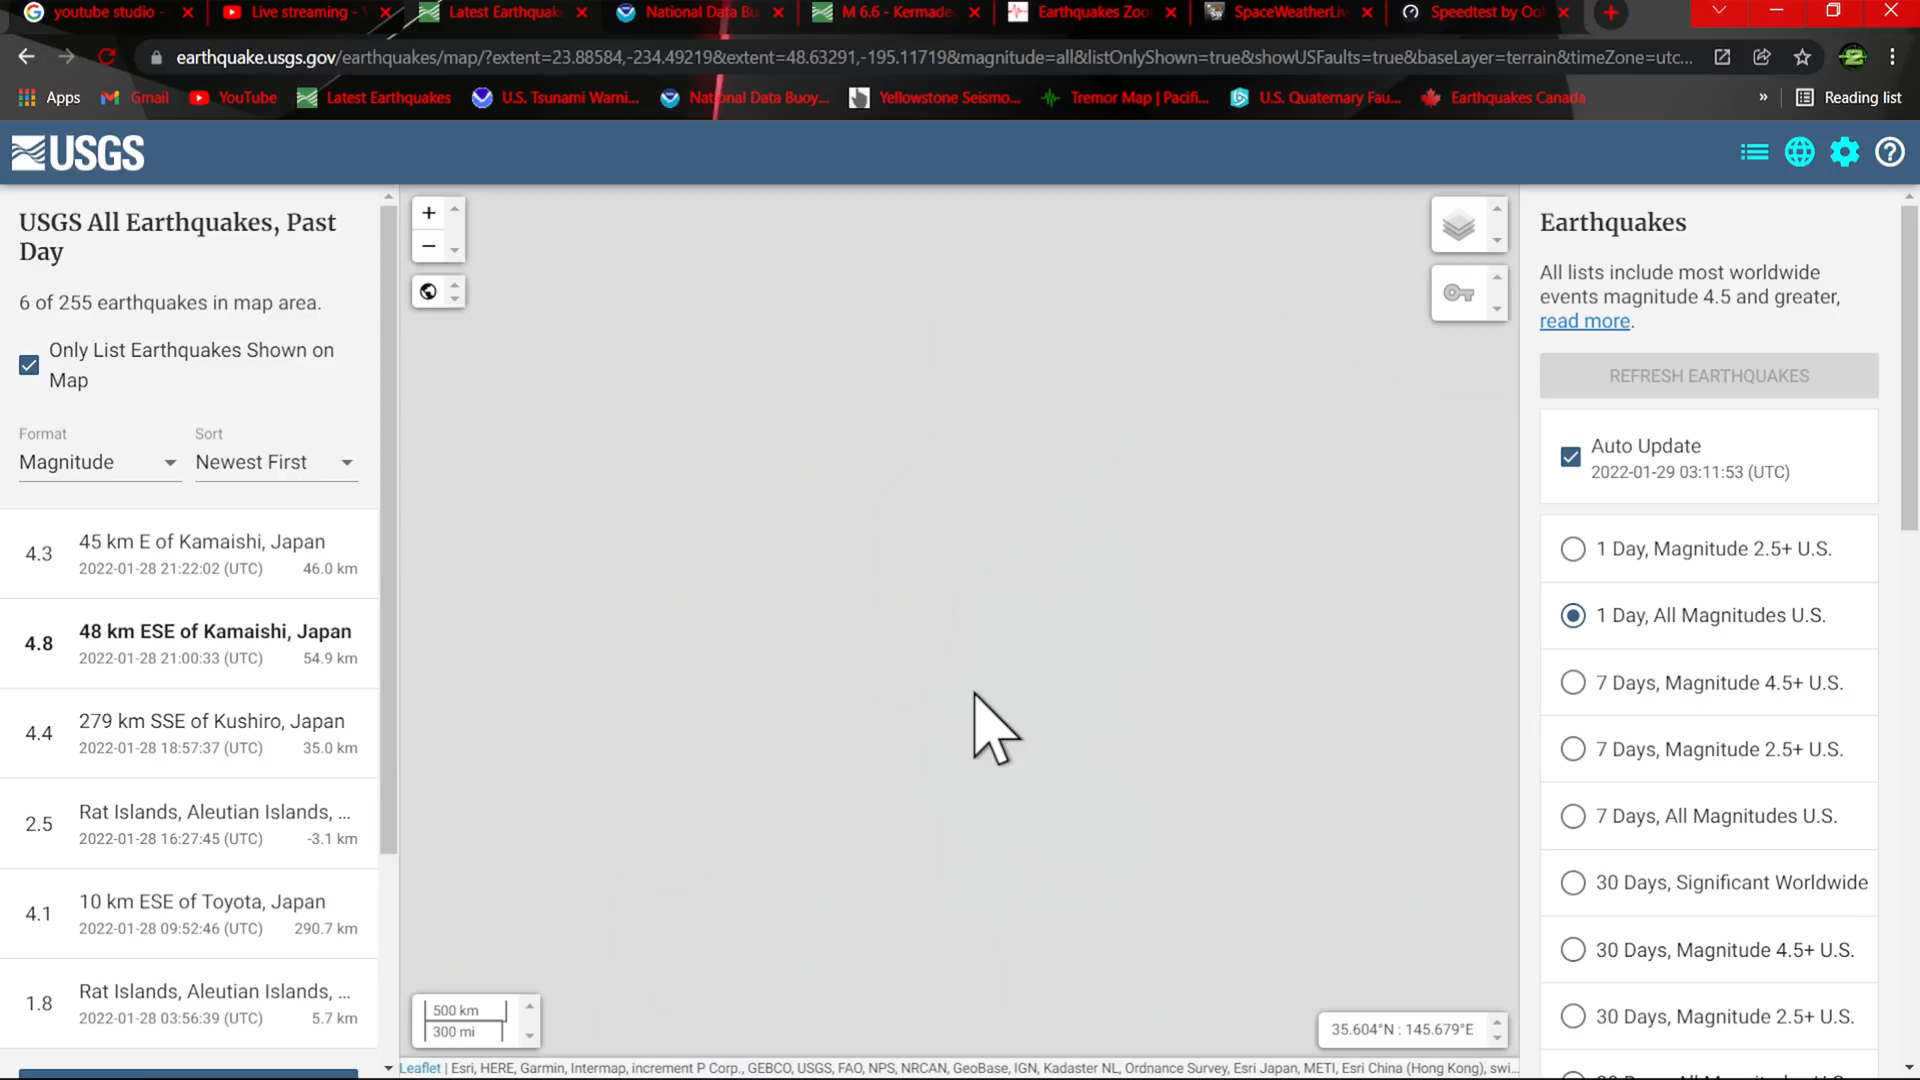 youtube studio -
Live streaming -
Latest Earthquak
National Data Bu
M 6.6 - Kermade
Earthquakes Zoo
SpaceWeatherLiv
Speedtest by Ool
earthquake.usgs.gov/earthquakes/map/?extent=23.88584,-234.49219&extent=48.63291,-195.11719&magnitude=all&listOnlyShown=true&showUSFaults=true&baseLayer=terrain&timeZone=utc...
Apps
Gmail
YouTube
Latest Earthquakes
U.S. Tsunami Warni...
National Data Buoy...
Yellowstone Seismo...
Tremor Map | Pacifi...
U.S. Quaternary Fau...
Earthquakes Canada
»
Reading list
USGS
USGS All Earthquakes, Past
Day
6 of 255 earthquakes in map area.
Only List Earthquakes Shown on
Map
Format
Magnitude
Sort
Newest First
4.3
45 km E of Kamaishi, Japan
2022-01-28 21:22:02 (UTC) 46.0 km
4.8
48 km ESE of Kamaishi, Japan
2022-01-28 21:00:33 (UTC) 54.9 km
4.4
279 km SSE of Kushiro, Japan
2022-01-28 18:57:37 (UTC) 35.0 km
2.5
Rat Islands, Aleutian Islands, ...
2022-01-28 16:27:45 (UTC) -3.1 km
4.1
10 km ESE of Toyota, Japan
2022-01-28 09:52:46 (UTC) 290.7 km
1.8
Rat Islands, Aleutian Islands, ...
2022-01-28 03:56:39 (UTC) 5.7 km
+
−
500 km
300 mi
35.604°N : 145.679°E
Leaflet | Esri, HERE, Garmin, Intermap, increment P Corp., GEBCO, USGS, FAO, NPS, NRCAN, GeoBase, IGN, Kadaster NL, Ordnance Survey, Esri Japan, METI, Esri China (Hong Kong), swi...
Earthquakes
All lists include most worldwide
events magnitude 4.5 and greater,
read more.
REFRESH EARTHQUAKES
Auto Update
2022-01-29 03:11:53 (UTC)
1 Day, Magnitude 2.5+ U.S.
1 Day, All Magnitudes U.S.
7 Days, Magnitude 4.5+ U.S.
7 Days, Magnitude 2.5+ U.S.
7 Days, All Magnitudes U.S.
30 Days, Significant Worldwide
30 Days, Magnitude 4.5+ U.S.
30 Days, Magnitude 2.5+ U.S.